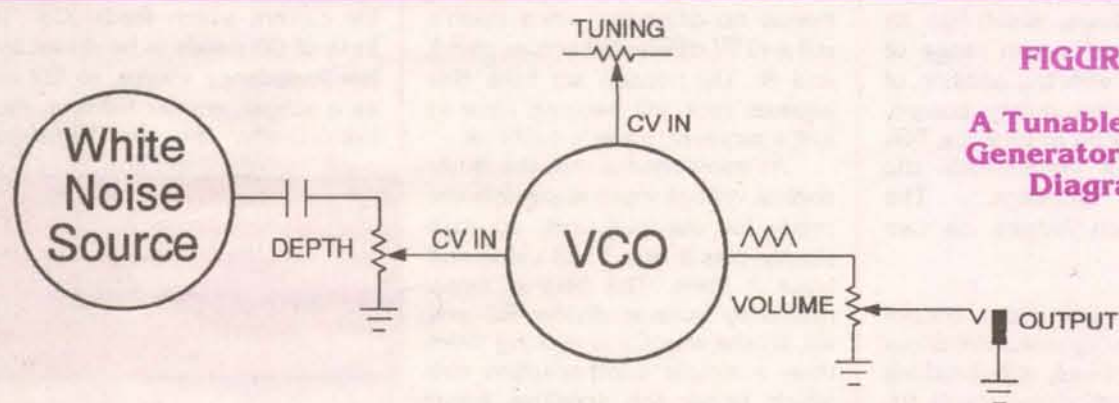 TUNING
FIGUR
A Tunable
Generator
Diagra
CV IN
White
Noise
Source
DEPTH
CV IN
VCO
VOLUME
OUTPUT